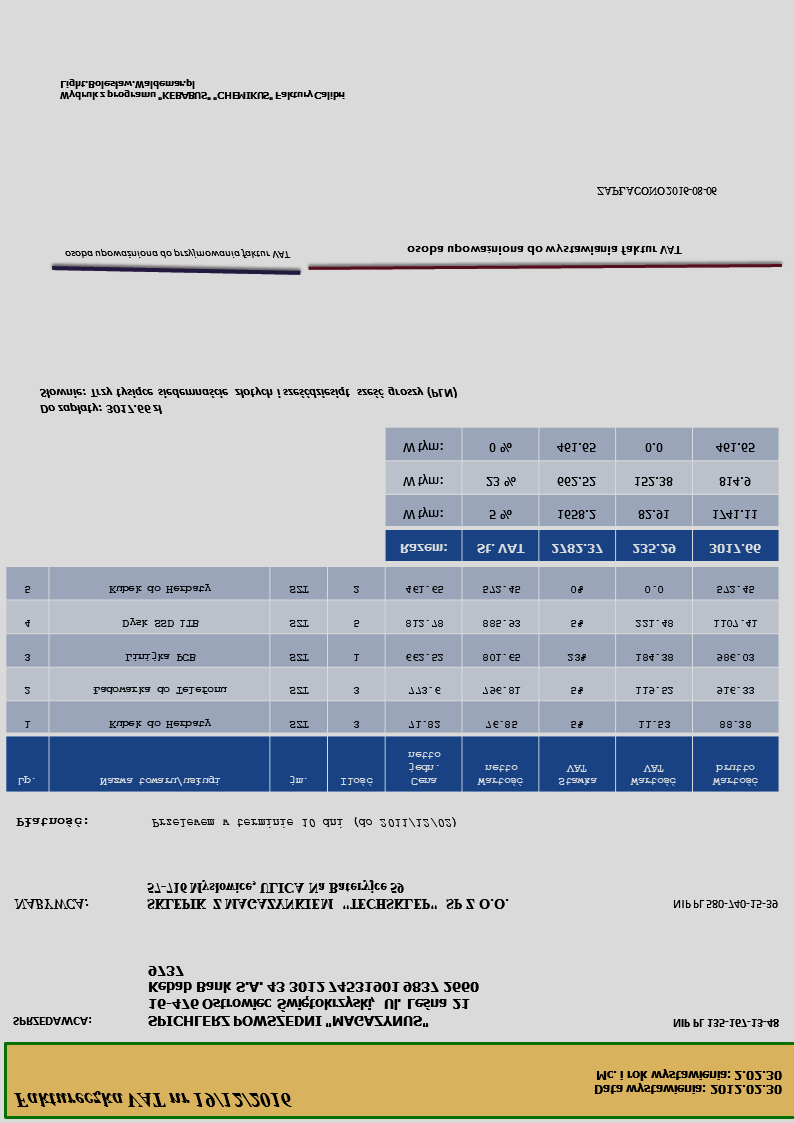 Faktureczka VAT nr 19/12/2016
Data wystawienia: 2012.02.30
Mc. i rok wystawienia: 2.02.30
SPRZEDAWCA: SPICHLERZ POWSZEDNI "MAGAZYNUS" NIP PL 135-167-13-48
16-476 Ostrowiec Świętokrzyski, Ul. Leśna 21
Kebab Bank S.A. 43 3012 74531901 9837 2660
9737
NABYWCA: SKLEPIK Z MAGAZYNKIEM "TECHSKLEP" SP Z O.O. NIP PL 580-740-15-39
57-716 Mysłowice, ULICA Na Bateryjce 59
Płatność: Przelewem w terminie 10 dni (do 2011/12/02)
Lp. Nazwa towaru/usługi jm. Ilość Cena jedn. netto Wartość netto Stawka VAT Wartość VAT Wartość brutto
1 Kubek do Herbaty SZT 3 71.82 76.85 5% 11.53 88.38
2 Ładowarka do Telefonu SZT 3 773.6 796.81 5% 119.52 916.33
3 Linijka PCB SZT 1 662.52 801.65 23% 184.38 986.03
4 Dysk SSD 1TB SZT 5 812.78 885.93 5% 221.48 1107.41
5 Kubek do Herbaty SZT 2 461.65 572.45 0% 0.0 572.45
Razem: St. VAT 2782.37 235.29 3017.66
W tym: 5 % 1658.2 82.91 1741.11
W tym: 23 % 662.52 152.38 814.9
W tym: 0 % 461.65 0.0 461.65
Do zapłaty: 3017.66 zł
Słownie: Trzy tysiące siedemnaście złotych i sześćdziesiąt sześć groszy (PLN)
osoba upoważniona do przyjmowania faktur VAT
osoba upoważniona do wystawiania faktur VAT
ZAPŁACONO 2016-08-06
Wydruk z programu "KEBABUS" "CHEMIKUS" Faktury Calibri
Light.Boleslaw.Waldemar.pl